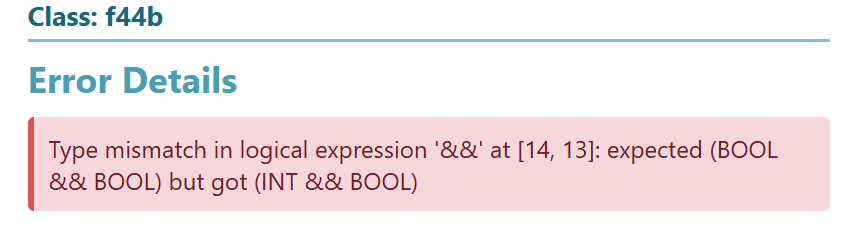 Class: f44b
Error Details
Type mismatch in logical expression '&&' at [14, 13]: expected (BOOL
&& BOOL) but got (INT && BOOL)